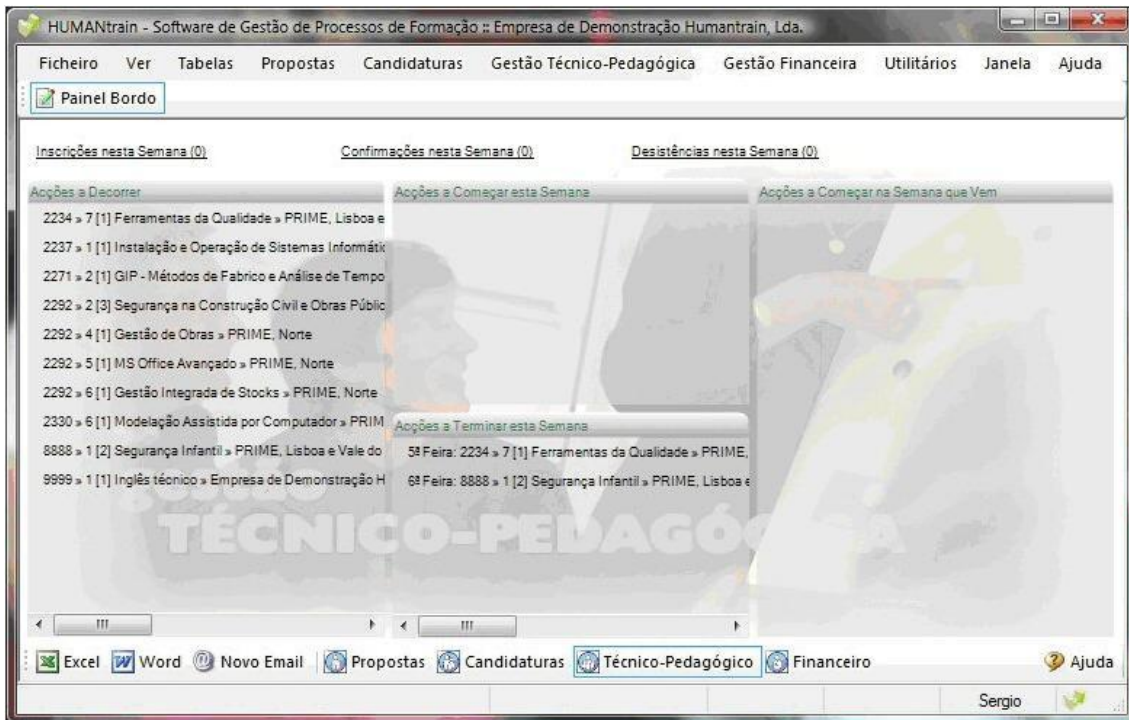 HUMANtrain - Software de Gestão de Processos de Formação :: Empresa de Demonstração Humantrain, Lda.
Ficheiro Ver Tabelas Propostas Candidaturas Gestão Técnico-Pedagógica Gestão Financeira Utilitários Janela Ajuda
Painel Bordo
Inscrições nesta Semana (0) Confirmações nesta Semana (0) Desistências nesta Semana (0)
Acções a Decorrer
2234 » 7 [1] Ferramentas da Qualidade » PRIME, Lisboa e
2237 » 1 [1] Instalação e Operação de Sistemas Informátic
2271 » 2 [1] GIP - Métodos de Fabrico e Análise de Tempo
2292 » 2 [3] Segurança na Construção Civil e Obras Públic
2292 » 4 [1] Gestão de Obras » PRIME, Norte
2292 » 5 [1] MS Office Avançado » PRIME, Norte
2292 » 6 [1] Gestão Integrada de Stocks » PRIME, Norte
2330 » 6 [1] Modelação Assistida por Computador » PRIM
8888 » 1 [2] Segurança Infantil » PRIME, Lisboa e Vale do
9999 » 1 [1] Inglês técnico » Empresa de Demonstração H
Acções a Começar esta Semana
Acções a Terminar esta Semana
5ª Feira: 2234 » 7 [1] Ferramentas da Qualidade » PRIME,
6ª Feira: 8888 » 1 [2] Segurança Infantil » PRIME, Lisboa e
Acções a Começar na Semana que Vem
Gestão
TÉCNICO-PEDAGÓGICA
Excel Word Novo Email Propostas Candidaturas Técnico-Pedagógico Financeiro Ajuda
Sergio